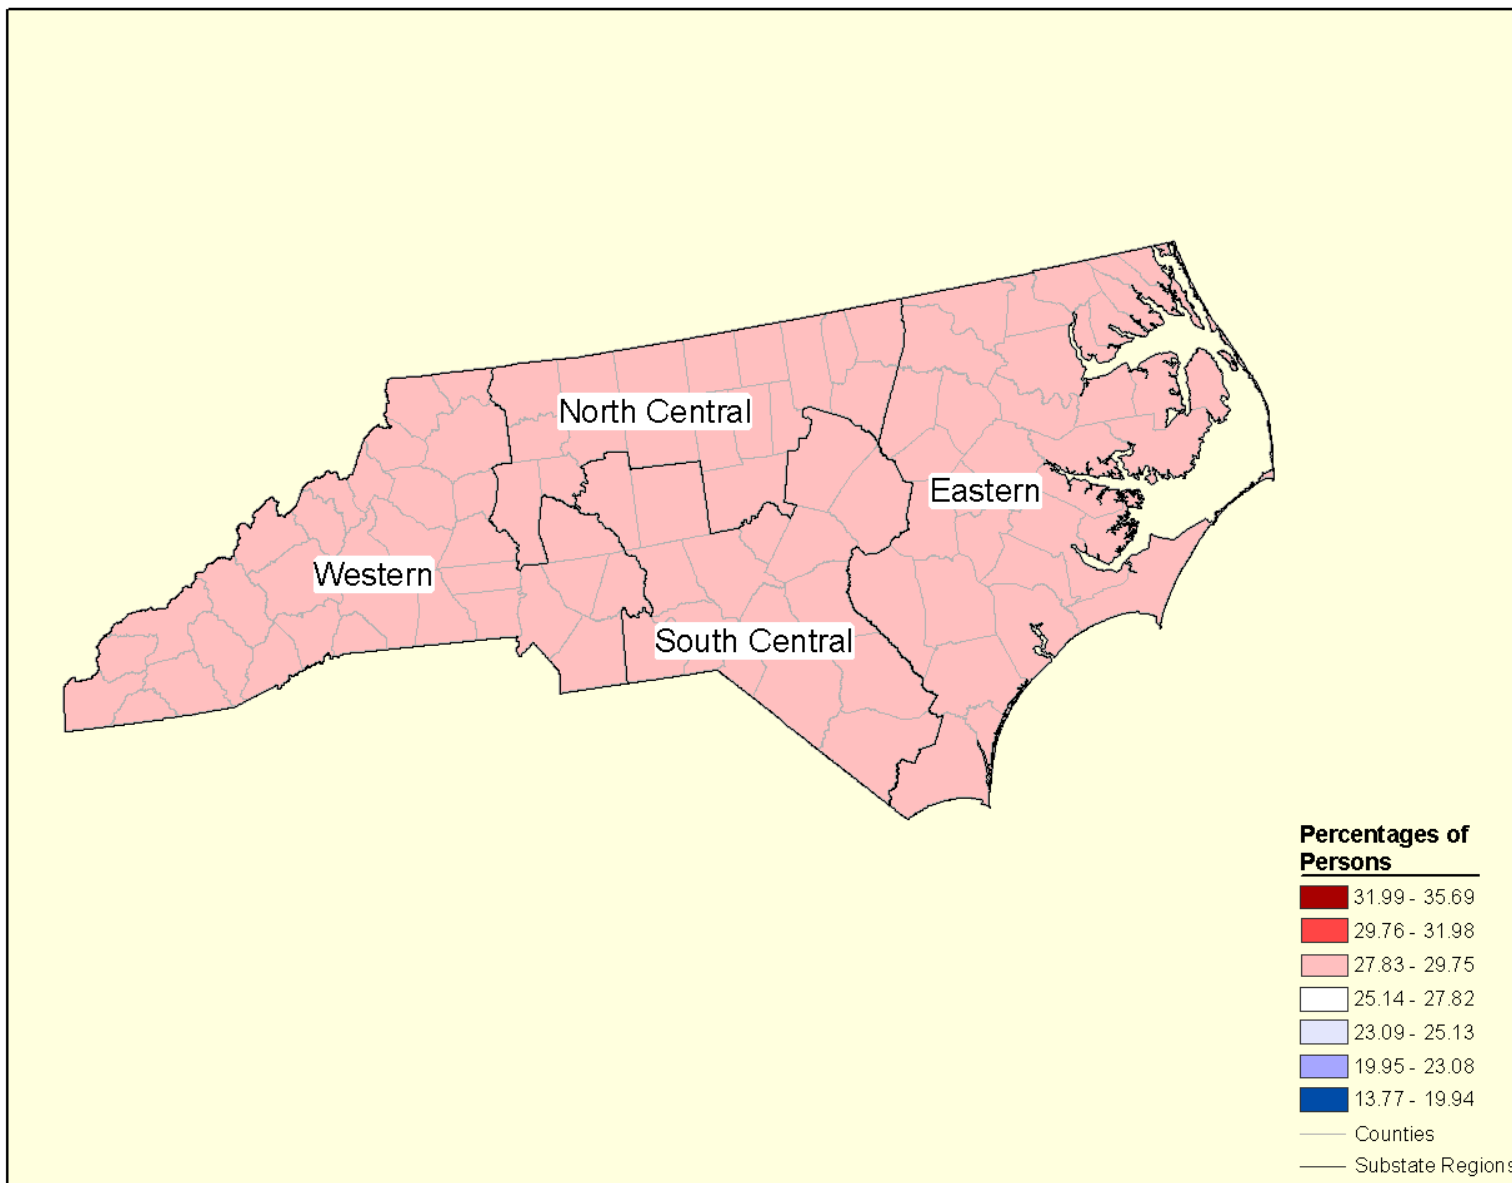 North Central
Eastern
Western
South Central
Percentages of
Persons
31.99 - 35.69
29.76 - 31.98
27.83 - 29.75
25.14 - 27.82
23.09 - 25.13
19.95 - 23.08
13.77 - 19.94
Counties
Substate Regions